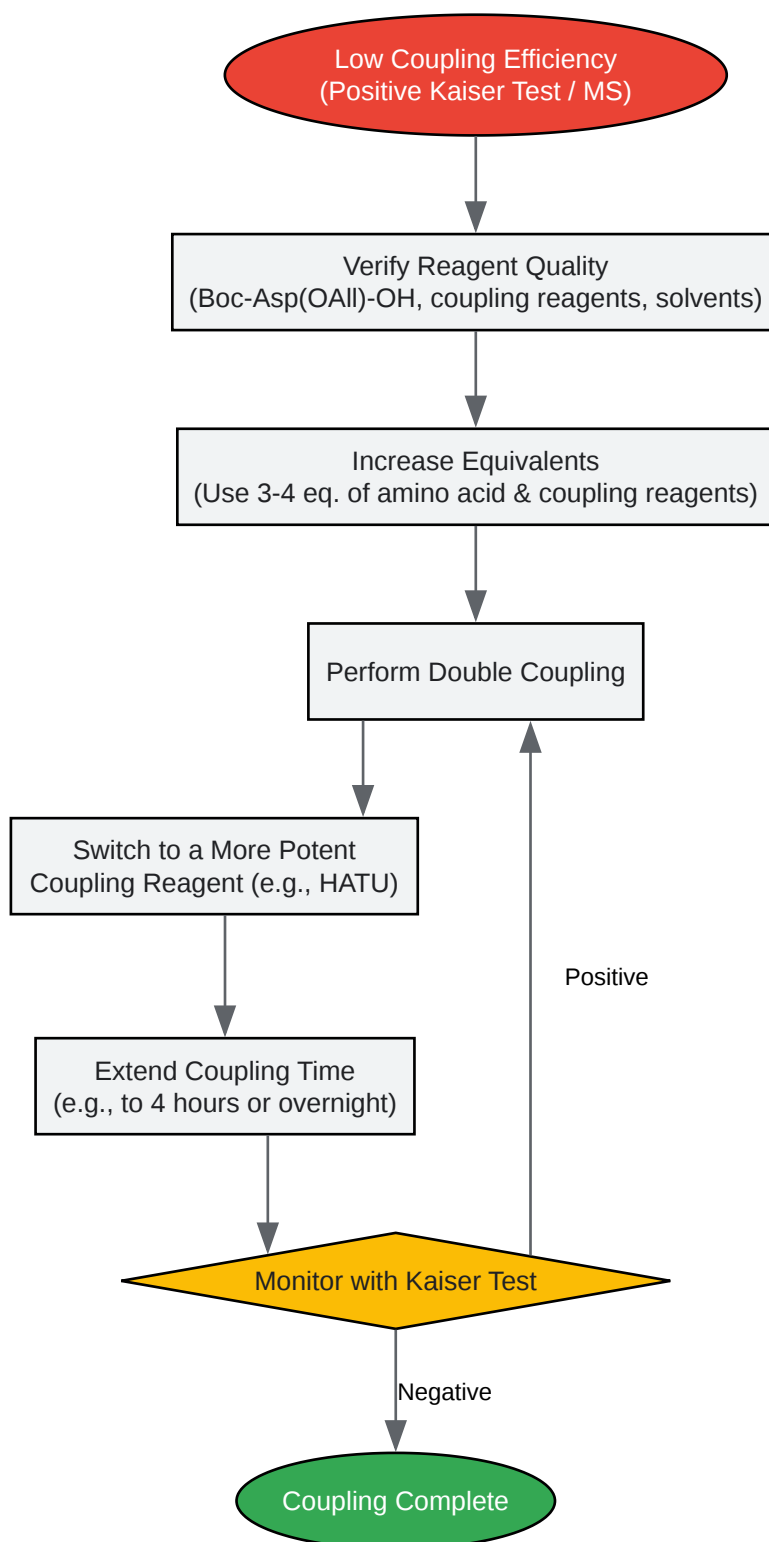 Low Coupling Efficiency
(Positive Kaiser Test / MS)
Verify Reagent Quality
(Boc-Asp(OAll)-OH, coupling reagents, solvents)
Increase Equivalents
(Use 3-4 eq. of amino acid & coupling reagents)
Perform Double Coupling
Switch to a More Potent
Coupling Reagent (e.g., HATU)
Positive
Extend Coupling Time
(e.g., to 4 hours or overnight)
Monitor with Kaiser Test
Negative
Coupling Complete